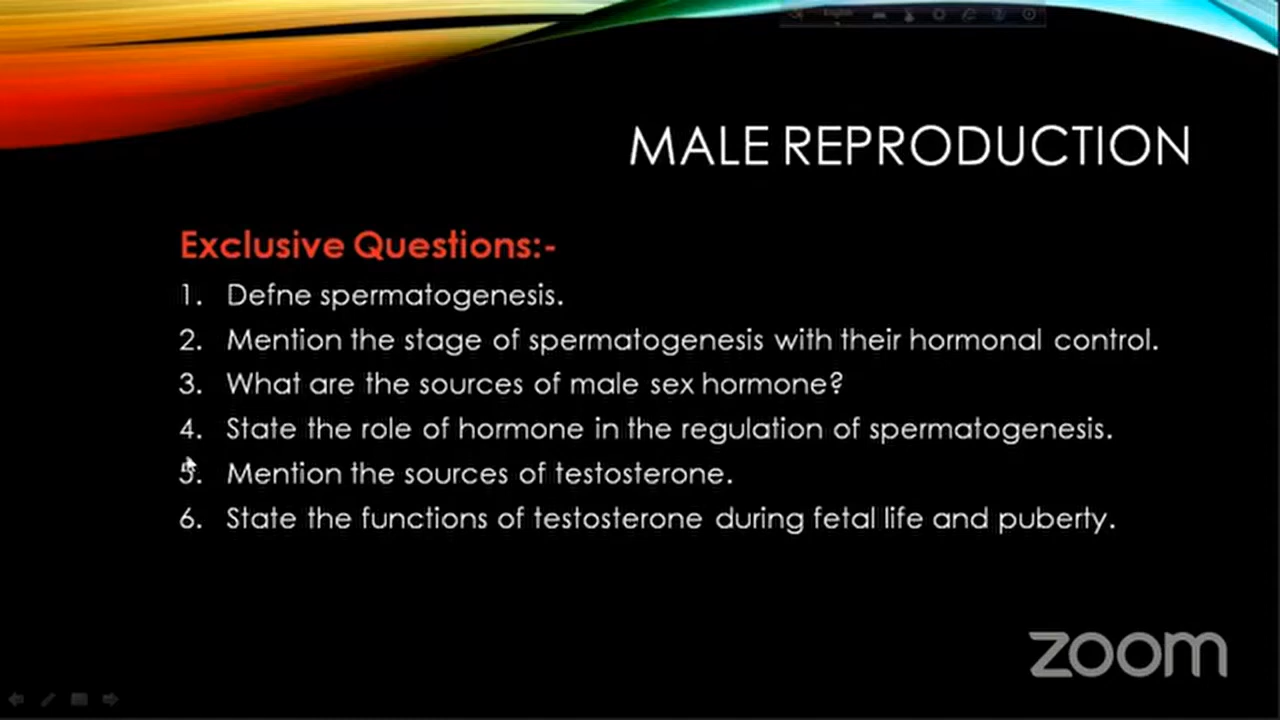 English
MALE REPRODUCTION
Exclusive Questions:-
1. Defne spermatogenesis.
2. Mention the stage of spermatogenesis with their hormonal control.
3. What are the sources of male sex hormone?
4. State the role of hormone in the regulation of spermatogenesis.
5. Mention the sources of testosterone.
6. State the functions of testosterone during fetal life and puberty.
zoom